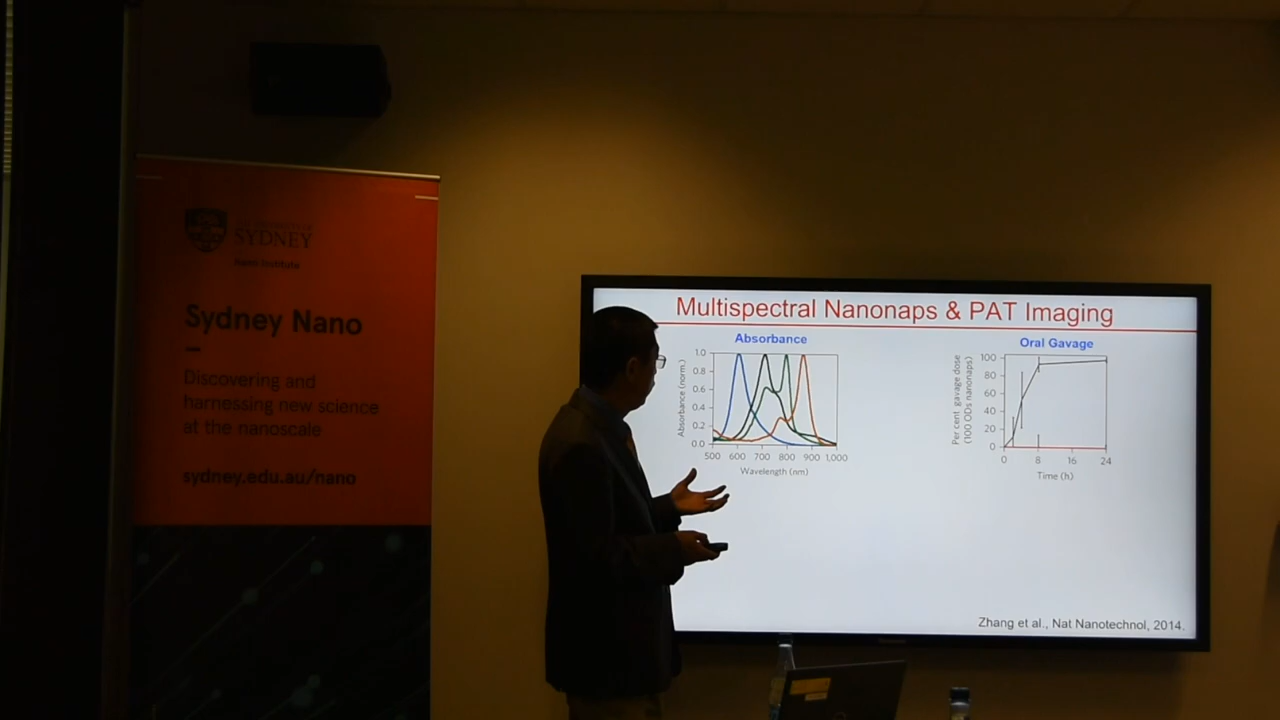 THE UNIVERSITY OF
SYDNEY
Nano Institute
Sydney Nano
Discovering and
harnessing new science
at the nanoscale
sydney.edu.au/nano
Multispectral Nanonaps & PAT Imaging
Absorbance
Absorbance (norm.)
1.0
0.8
0.6
0.4
0.2
0.0
500 600 700 800 900 1,000
Wavelength (nm)
Oral Gavage
Per cent gavage dose
(100 ODs nanonaps)
100
80
60
40
20
0
0 8 16 24
Time (h)
Zhang et al., Nat Nanotechnol, 2014.